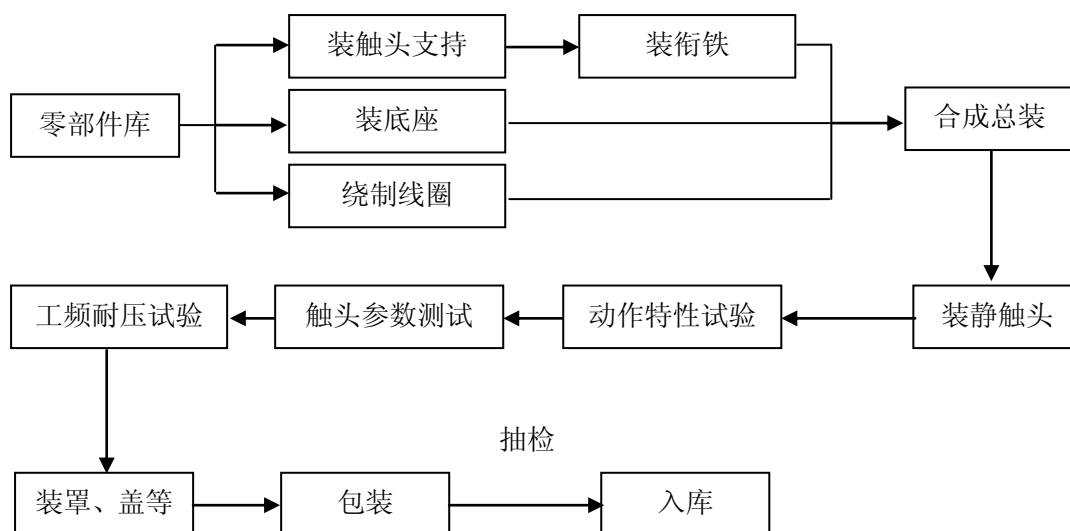 装触头支持
装衔铁
零部件库
装底座
合成总装
绕制线圈
工频耐压试验
触头参数测试
动作特性试验
装静触头
抽检
装罩、盖等
包装
入库